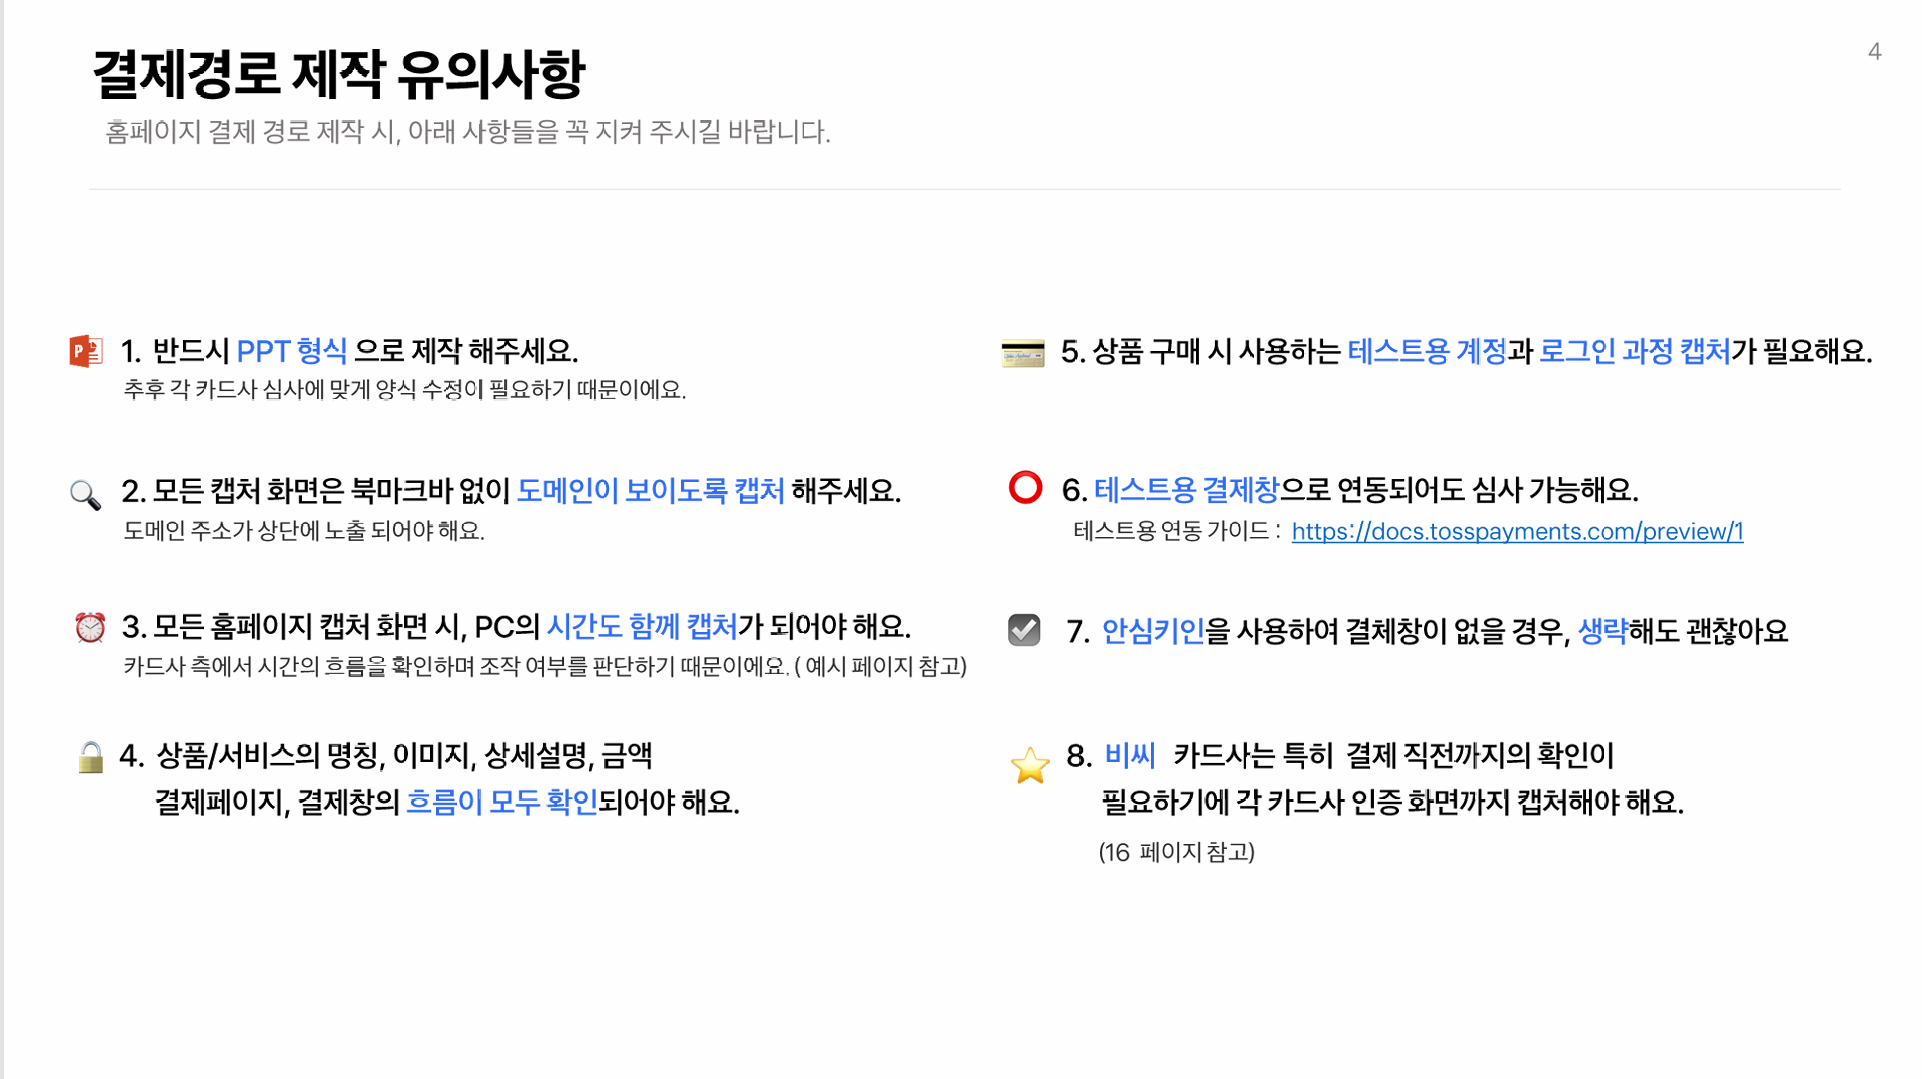 4
결제경로 제작 유의사항
홈페이지 결제 경로 제작 시, 아래 사항들을 꼭 지켜 주시길 바랍니다.
1. 반드시 PPT 형식 으로 제작 해주세요.
추후 각 카드사 심사에 맞게 양식 수정이 필요하기 때문이에요.
2. 모든 캡처 화면은 북마크바 없이 도메인이 보이도록 캡처 해주세요.
도메인 주소가 상단에 노출 되어야 해요.
3. 모든 홈페이지 캡처 화면 시, PC의 시간도 함께 캡처가 되어야 해요.
카드사 측에서 시간의 흐름을 확인하며 조작 여부를 판단하기 때문이에요. ( 예시 페이지 참고)
4. 상품/서비스의 명칭, 이미지, 상세설명, 금액
결제페이지, 결제창의 흐름이 모두 확인되어야 해요.
5. 상품 구매 시 사용하는 테스트용 계정과 로그인 과정 캡처가 필요해요.
6. 테스트용 결제창으로 연동되어도 심사 가능해요.
테스트용 연동 가이드 : https://docs.tosspayments.com/preview/1
7. 안심키인을 사용하여 결체창이 없을 경우, 생략해도 괜찮아요
8. 비씨 카드사는 특히 결제 직전까지의 확인이
필요하기에 각 카드사 인증 화면까지 캡처해야 해요.
(16 페이지 참고)